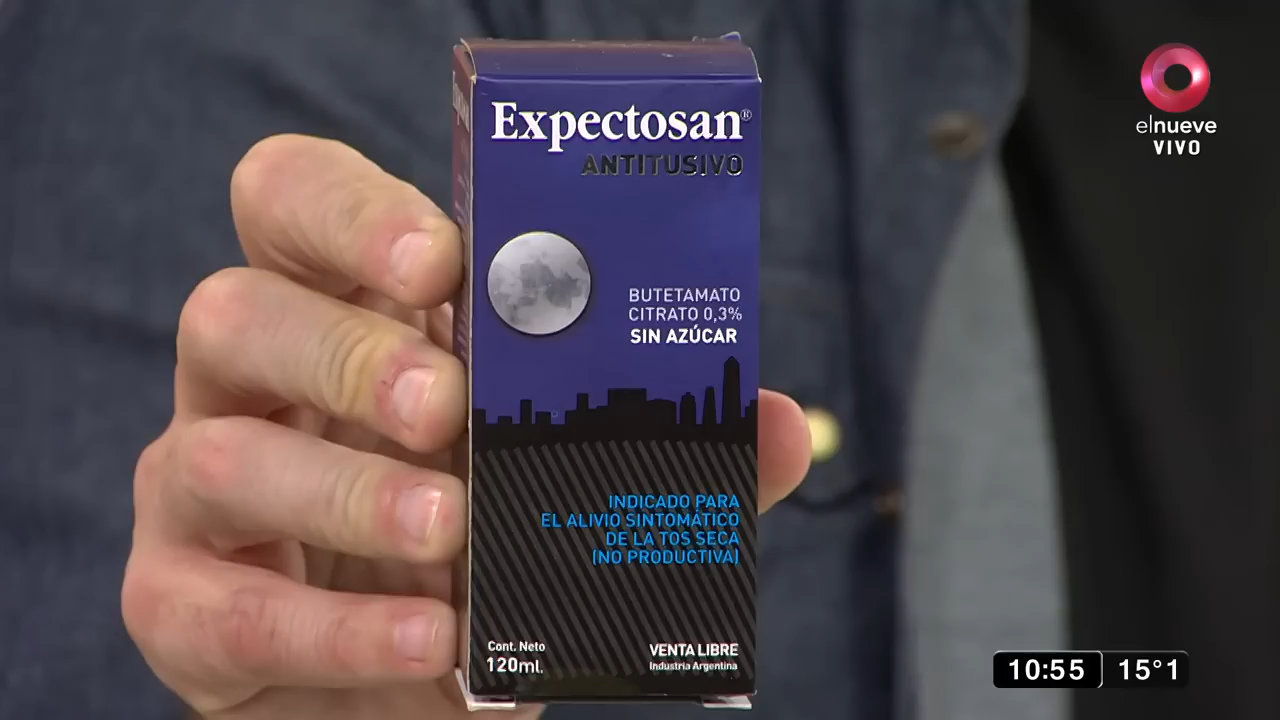 Expectosan®
ANTITUSIVO
BUTETAMATO
CITRATO 0,3%
SIN AZÚCAR
INDICADO PARA
EL ALIVIO SINTOMÁTICO
DE LA TOS SECA
(NO PRODUCTIVA)
Cont. Neto
120ml.
VENTA LIBRE
Industria Argentina
elnueve
VIVO
10:55 15°1